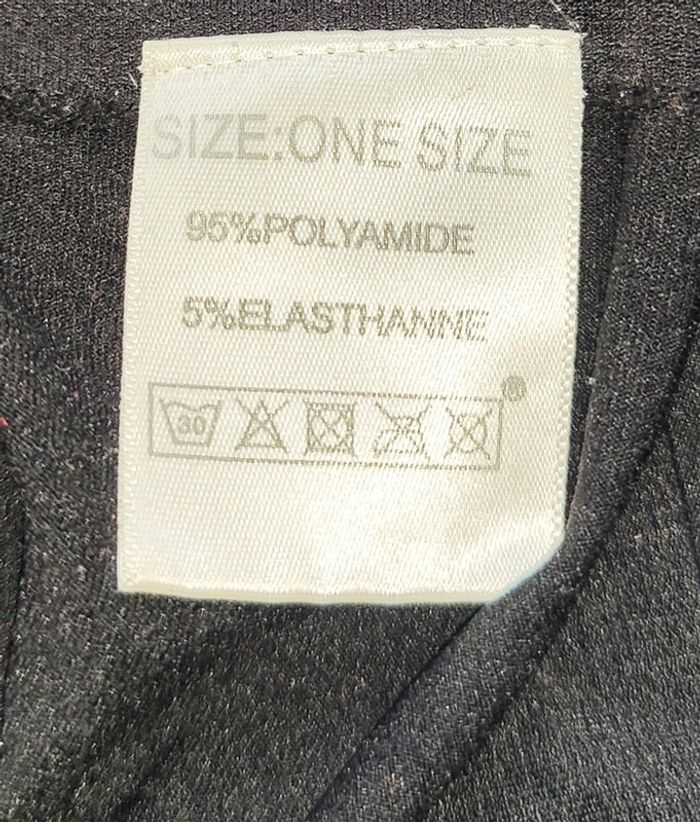 SIZE:ONE SIZE
95%POLYAMIDE
5%ELASTHANNE
30